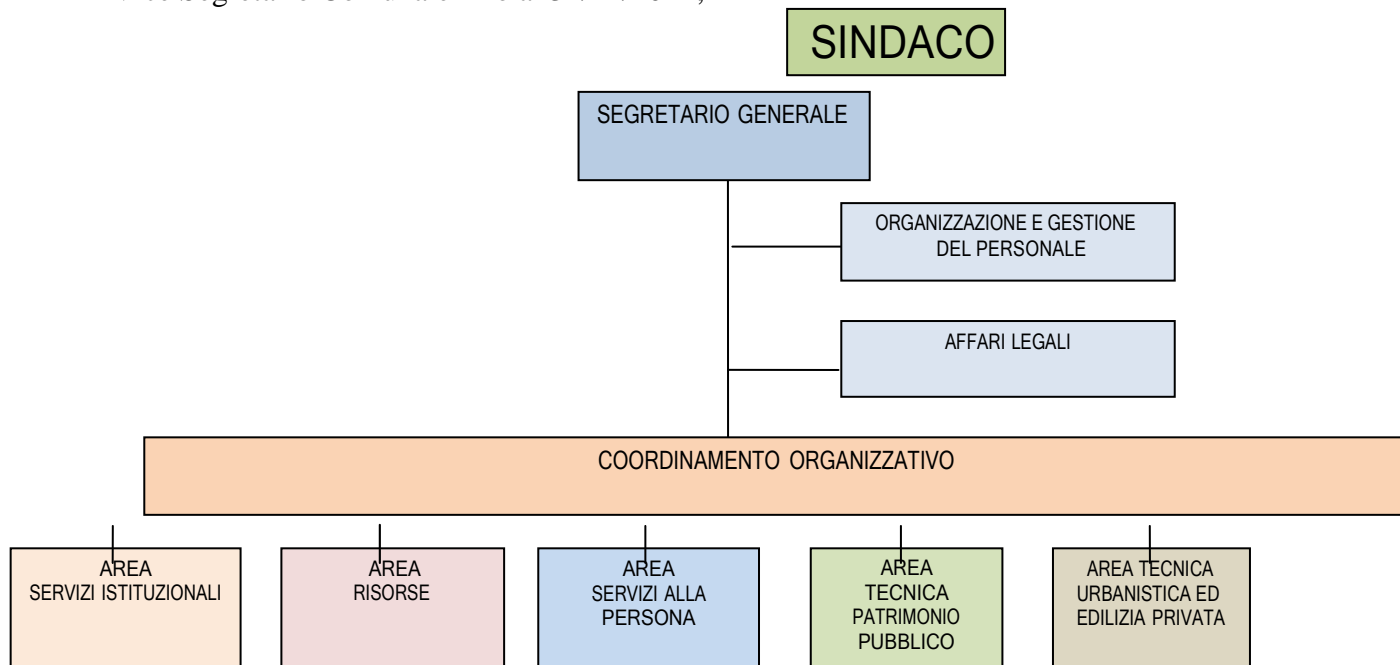 SINDACO
SEGRETARIO GENERALE
ORGANIZZAZIONE E GESTIONE
DEL PERSONALE
AFFARI LEGALI
COORDINAMENTO ORGANIZZATIVO
AREA
SERVIZI ISTITUZIONALI
AREA
RISORSE
AREA
SERVIZI ALLA
PERSONA
AREA
TECNICA
PATRIMONIO
PUBBLICO
AREA TECNICA
URBANISTICA ED
EDILIZIA PRIVATA